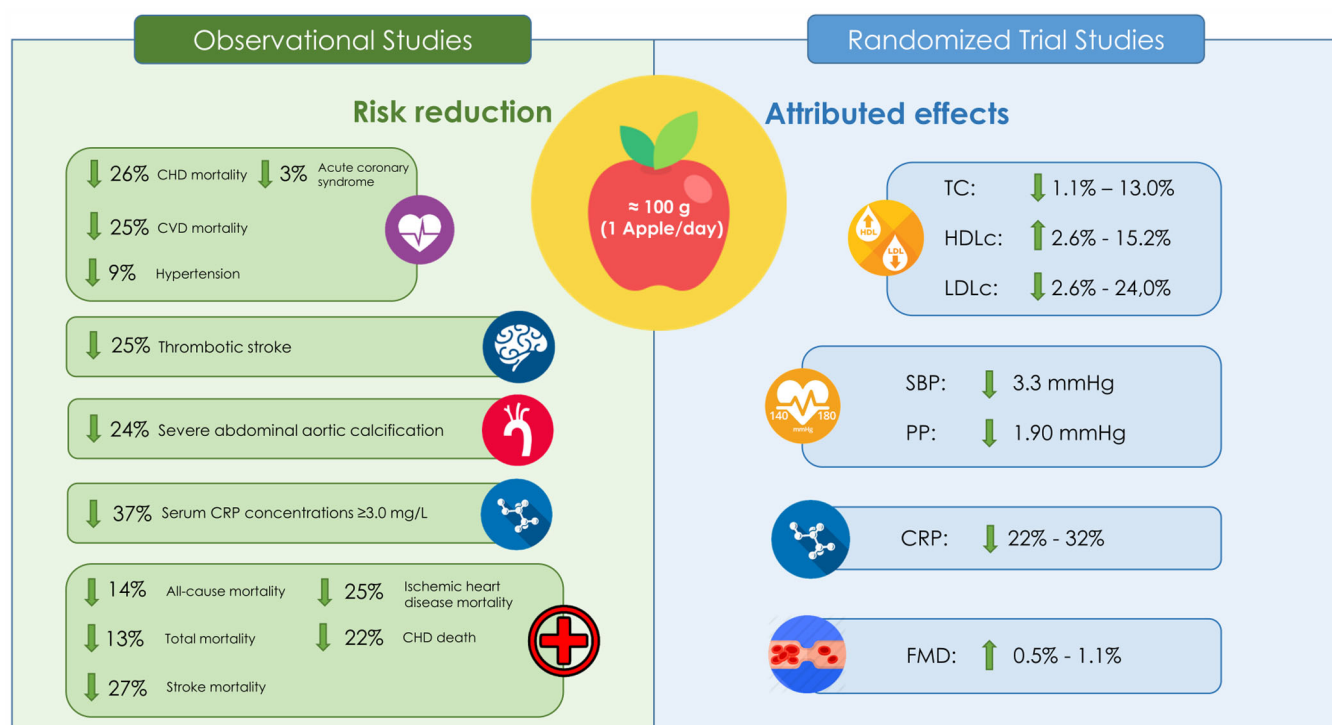 Observational Studies
Randomized Trial Studies
Risk reduction
Attributed effects
≈ 100 g
(1 Apple/day)
26% CHD mortality
3% Acute coronary
syndrome
25% CVD mortality
9% Hypertension
25% Thrombotic stroke
24% Severe abdominal aortic calcification
37% Serum CRP concentrations ≥3.0 mg/L
14% All-cause mortality
25% Ischemic heart
disease mortality
13% Total mortality
22% CHD death
27% Stroke mortality
HDL
LDL
TC: 1.1% – 13.0%
HDLc: 2.6% - 15.2%
LDLc: 2.6% - 24,0%
140 180
mmHg
SBP: 3.3 mmHg
PP: 1.90 mmHg
CRP: 22% - 32%
FMD: 0.5% - 1.1%